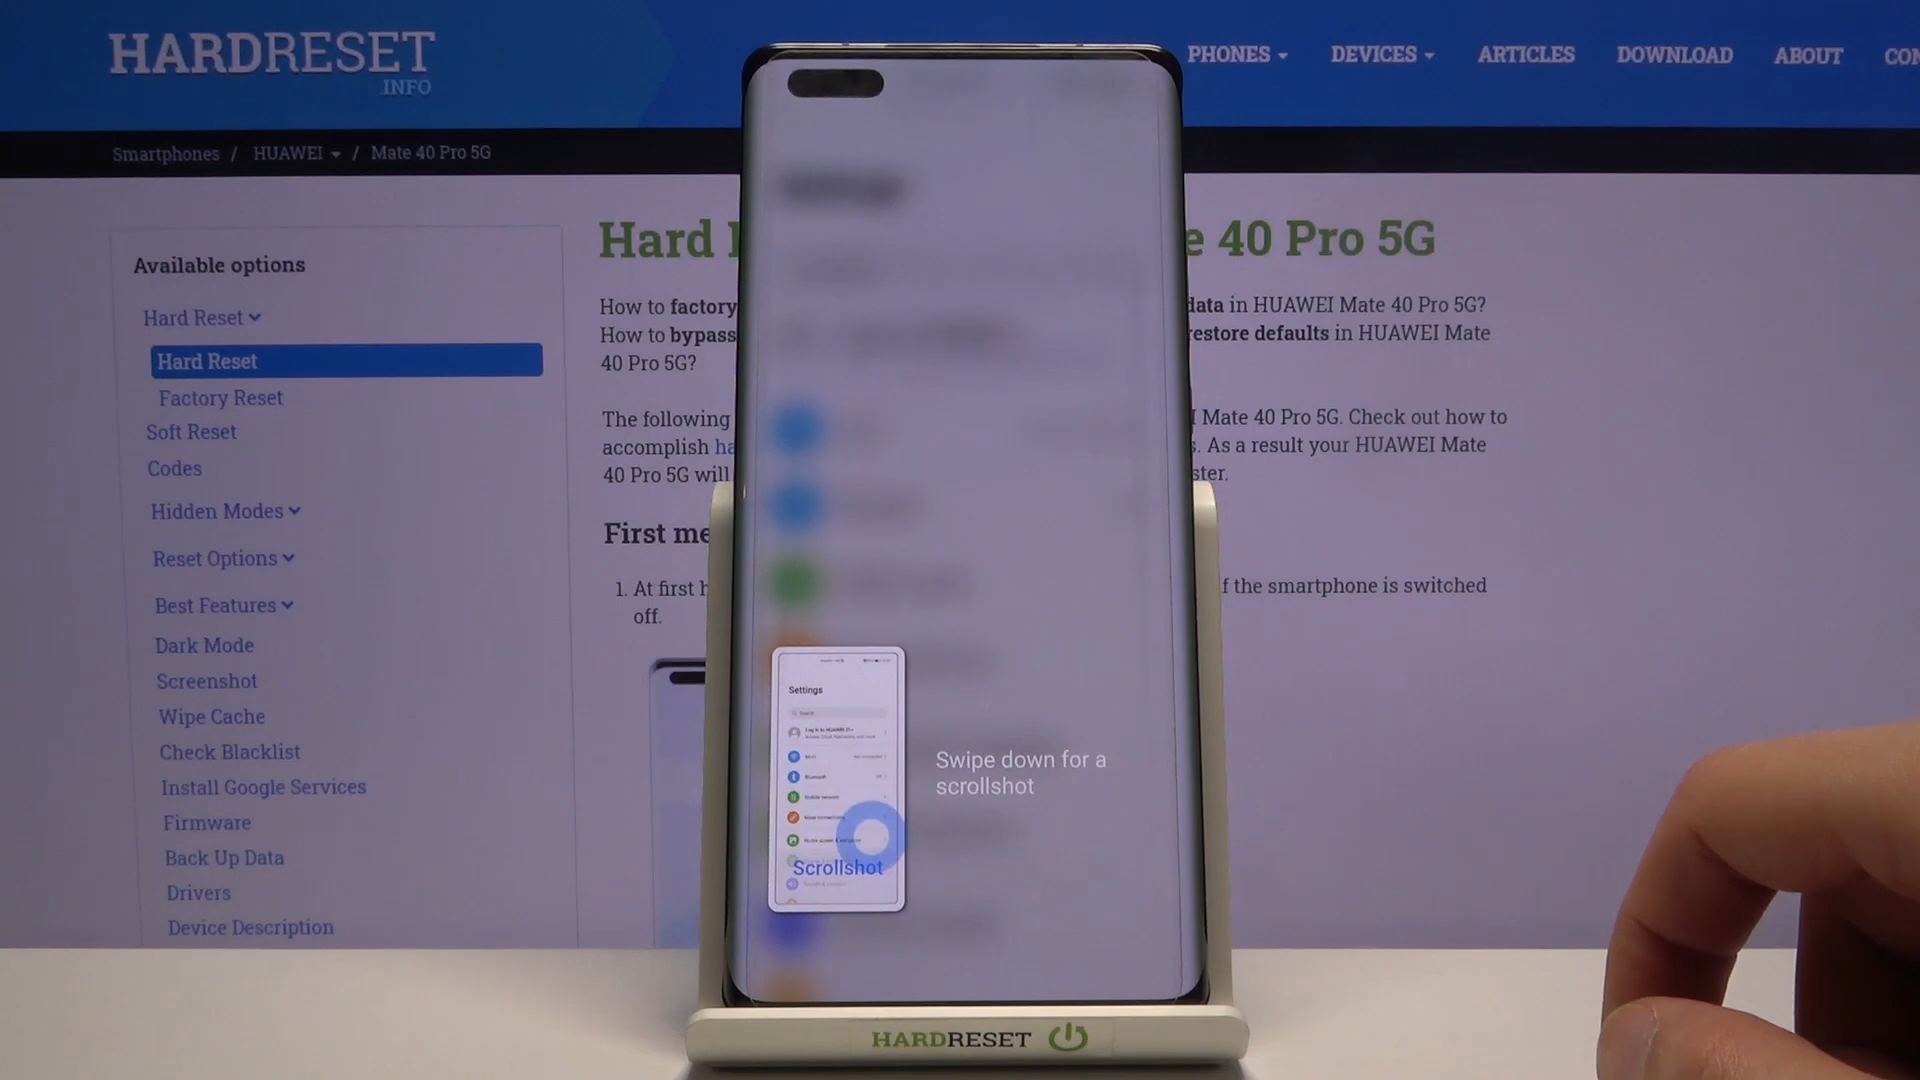 HARDRESET
.INFO
PHONES
DEVICES
ARTICLES
DOWNLOAD
ABOUT
Smartphones / HUAWEI / Mate 40 Pro 5G
Available options
Hard Reset
Hard Reset
Factory Reset
Soft Reset
Codes
Hidden Modes
Reset Options
Best Features
Dark Mode
Screenshot
Wipe Cache
Check Blacklist
Install Google Services
Firmware
Back Up Data
Drivers
Device Description
Hard
40 Pro 5G
How to factory
data in HUAWEI Mate 40 Pro 5G?
How to bypass
restore defaults in HUAWEI Mate
40 Pro 5G?
The following
Mate 40 Pro 5G. Check out how to
accomplish
As a result your HUAWEI Mate
40 Pro 5G will
First
1. At first
if the smartphone is switched
off.
Settings
Search
Bluetooth
Mobile network
Scrollshot
Swipe down for a
scrollshot
HARDRESET